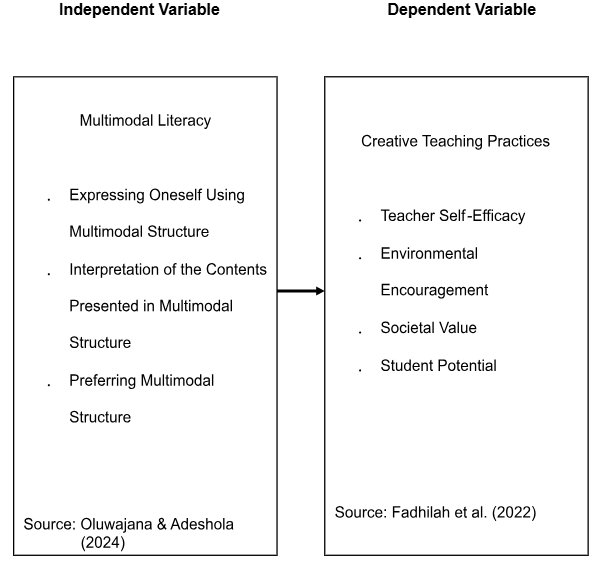 Independent Variable
Dependent Variable
Multimodal Literacy
. Expressing Oneself Using
Multimodal Structure
. Interpretation of the Contents
Presented in Multimodal
Structure
. Preferring Multimodal
Structure
Source: Oluwajana & Adeshola
(2024)
Creative Teaching Practices
. Teacher Self-Efficacy
. Environmental
Encouragement
. Societal Value
. Student Potential
Source: Fadhilah et al. (2022)